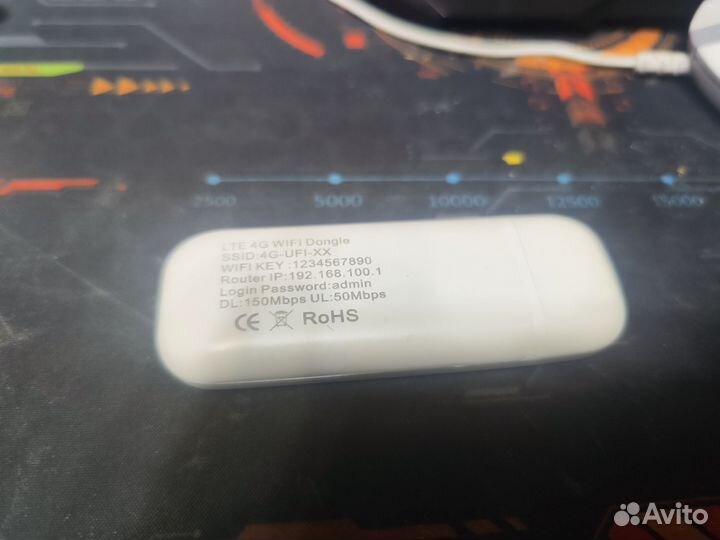 2500 5000 10000 12500 15000
LTE 4G WIFI Dongle
SSID:4G-UFI-XX
WIFI KEY :1234567890
Router IP:192.168.100.1
Login Password:admin
DL:150Mbps UL:50Mbps
CE RoHS
Avito